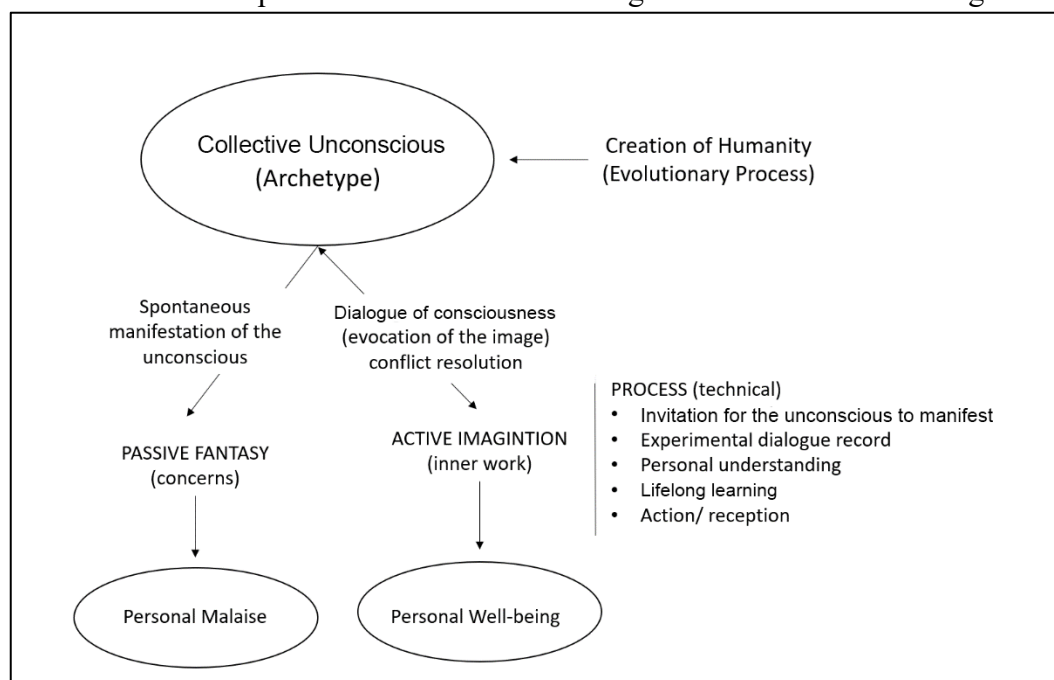 Collective Unconscious
(Archetype)
Creation of Humanity
(Evolutionary Process)
Spontaneous
manifestation of the
unconscious
Dialogue of consciousness
(evocation of the image)
conflict resolution
PASSIVE FANTASY
(concerns)
ACTIVE IMAGINTION
(inner work)
PROCESS (technical)
• Invitation for the unconscious to manifest
• Experimental dialogue record
• Personal understanding
• Lifelong learning
• Action/ reception
Personal Malaise
Personal Well-being